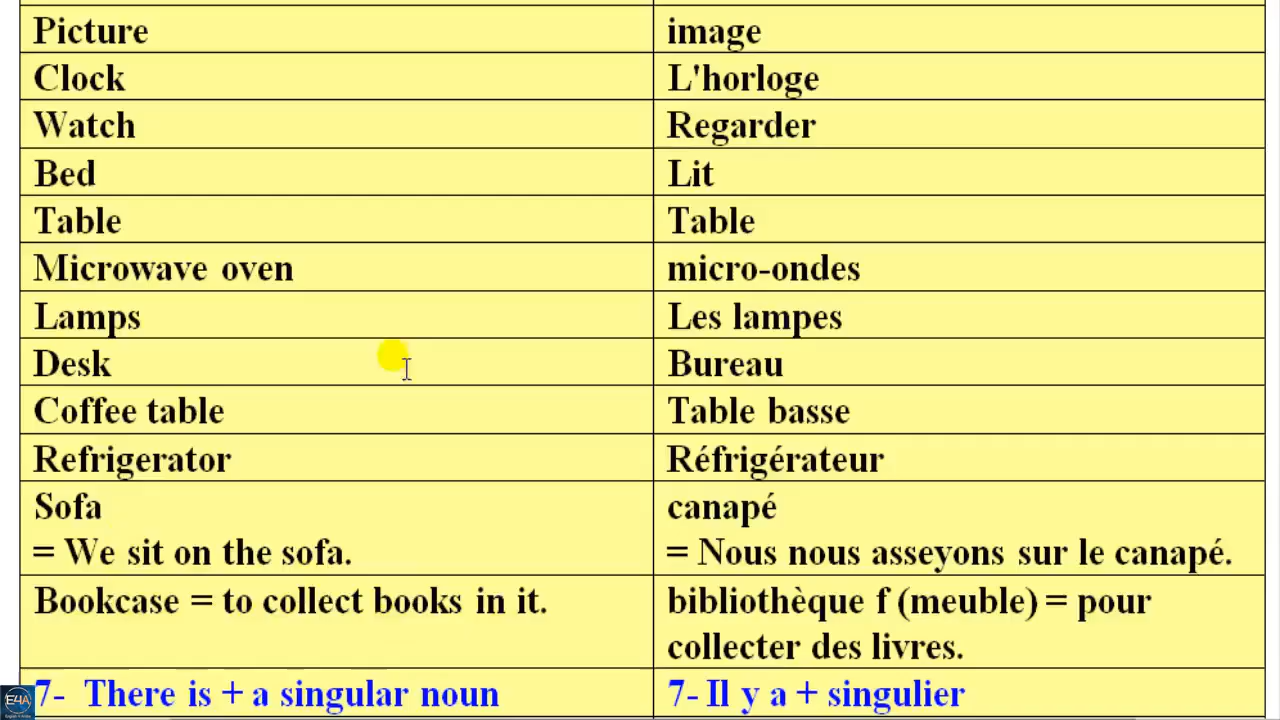 Picture image
Clock L'horloge
Watch Regarder
Bed Lit
Table Table
Microwave oven micro-ondes
Lamps Les lampes
Desk Bureau
Coffee table Table basse
Refrigerator Réfrigérateur
Sofa canapé
= We sit on the sofa. = Nous nous asseyons sur le canapé.
Bookcase = to collect books in it. bibliothèque f (meuble) = pour
collecter des livres.
7- There is + a singular noun 7- Il y a + singulier
E4A